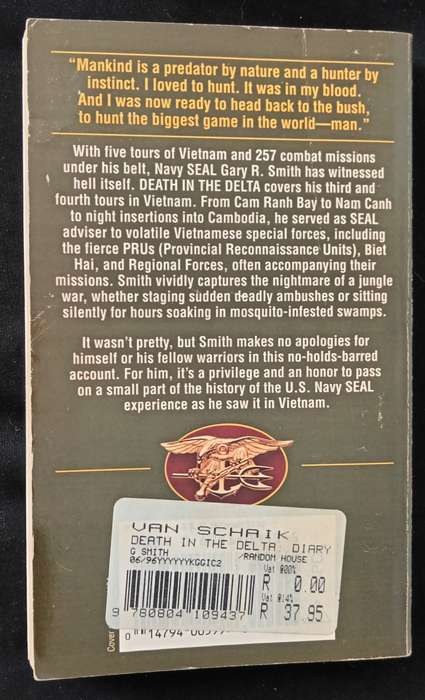 "Mankind is a predator by nature and a hunter by
instinct. I loved to hunt. It was in my blood.
And I was now ready to head back to the bush,
to hunt the biggest game in the world—man."
With five tours of Vietnam and 257 combat missions
under his belt, Navy SEAL Gary R. Smith has witnessed
hell itself. DEATH IN THE DELTA covers his third and
fourth tours in Vietnam. From Cam Ranh Bay to Nam Canh
to night insertions into Cambodia, he served as SEAL
adviser to volatile Vietnamese special forces, including
the fierce PRUs (Provincial Reconnaissance Units), Biet
Hai, and Regional Forces, often accompanying their
missions. Smith vividly captures the nightmare of a jungle
war, whether staging sudden deadly ambushes or sitting
silently for hours soaking in mosquito-infested swamps.
It wasn't pretty, but Smith makes no apologies for
himself or his fellow warriors in this no-holds-barred
account. For him, it's a privilege and an honor to pass
on a small part of the history of the U.S. Navy SEAL
experience as he saw it in Vietnam.
VAN SCHAIK
DEATH IN THE DELTA: DIARY
G SMITH /RANDOM HOUSE
06/96YYYYYYKGGIC2
Vat @00%
R 0.00
Vat @14%
R 37.95
9 780804 109437
0 14794 00599
Cover